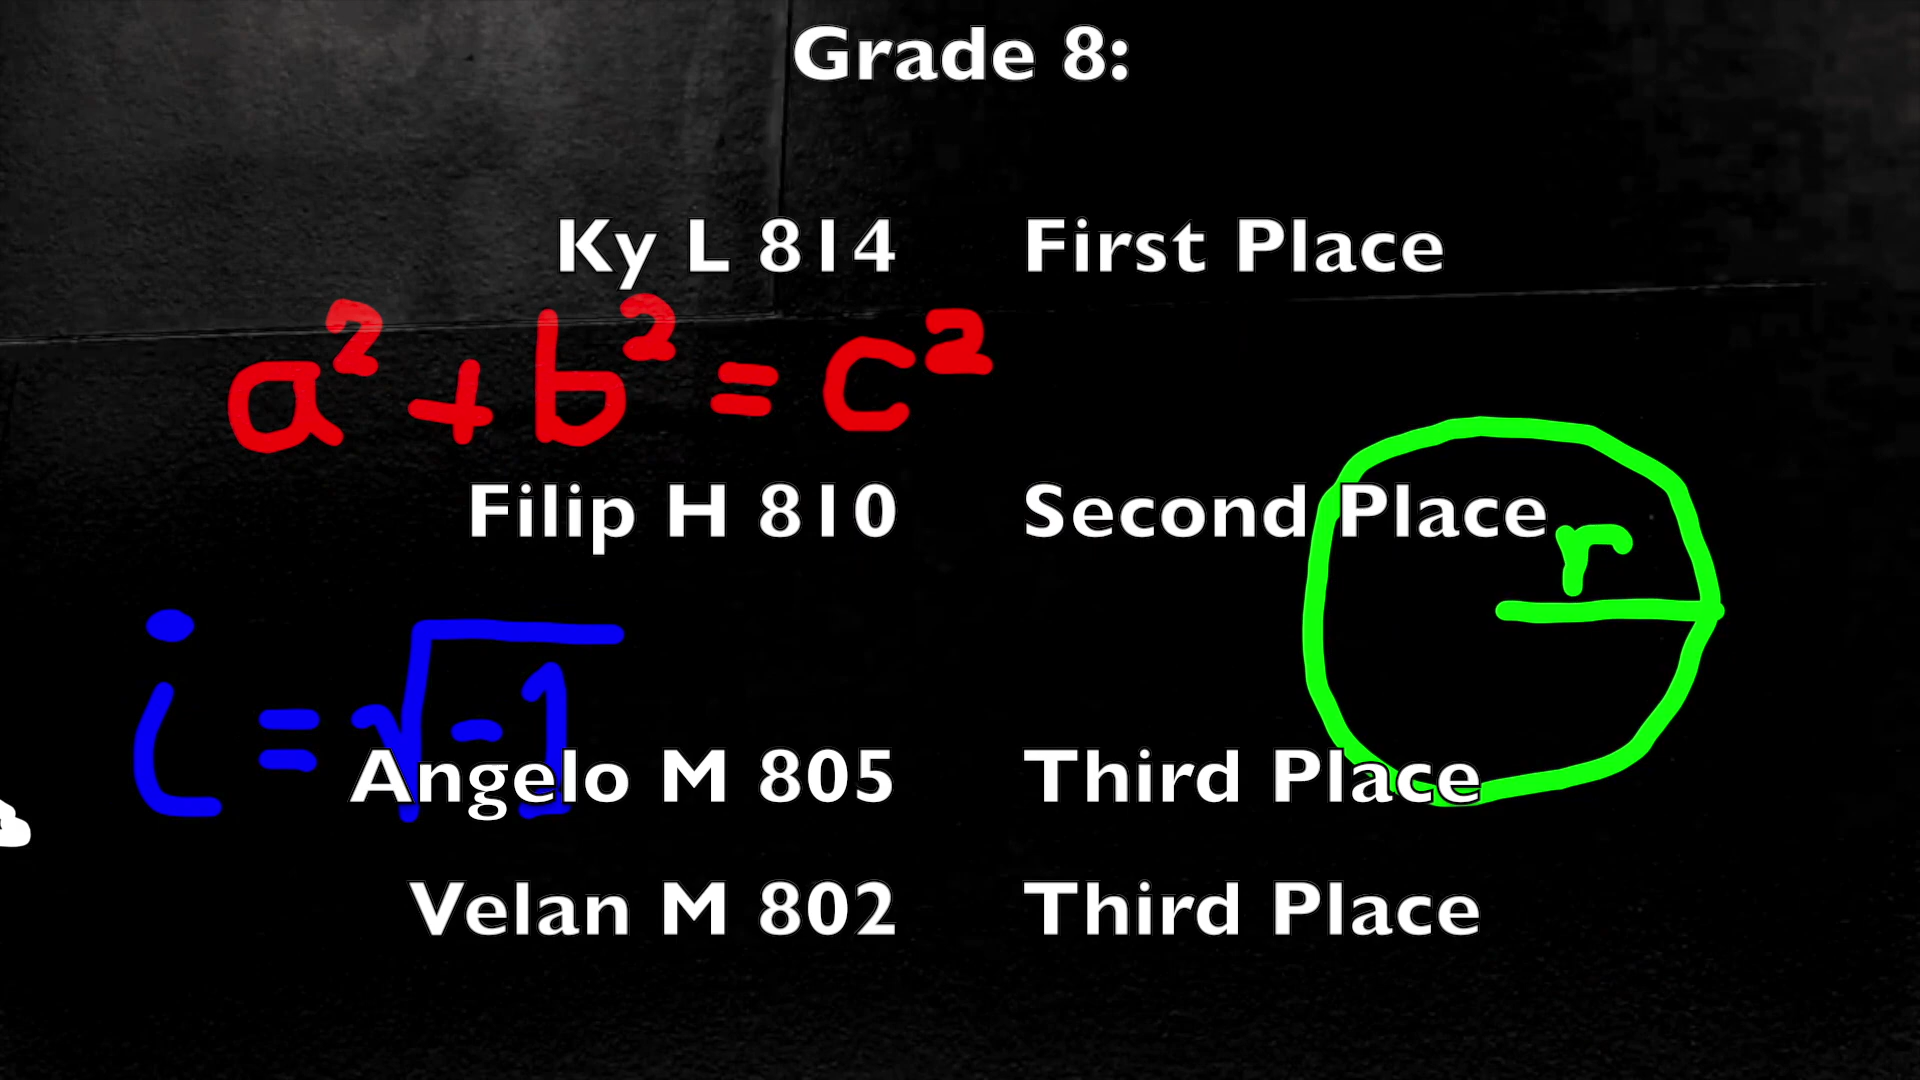 Grade 8:
Ky L 814 First Place
a² + b² = c²
Filip H 810 Second Place
r
i = √-1
Angelo M 805 Third Place
Velan M 802 Third Place